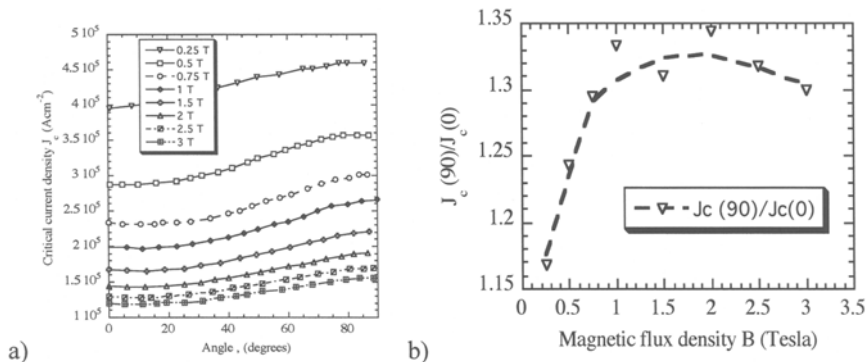 a)
Critical current density J_c (Acm⁻²)
5 10⁵
4.5 10⁵
4 10⁵
3.5 10⁵
3 10⁵
2.5 10⁵
2 10⁵
1.5 10⁵
1 10⁵
0.25 T
0.5 T
0.75 T
1 T
1.5 T
2 T
2.5 T
3 T
0 20 40 60 80
Angle , (degrees)
b)
J_c (90)/J_c (0)
1.35
1.3
1.25
1.2
1.15
Jc (90)/Jc(0)
0 0.5 1 1.5 2 2.5 3 3.5
Magnetic flux density B (Tesla)